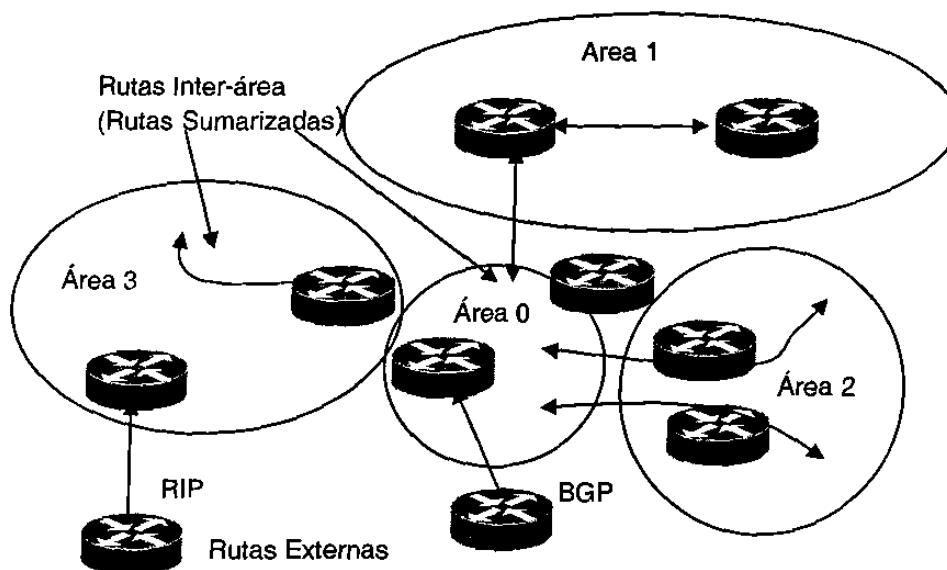 Area 1
Rutas Inter-área
(Rutas Sumarizadas)
Área 3
Área 0
Área 2
RIP
BGP
Rutas Externas